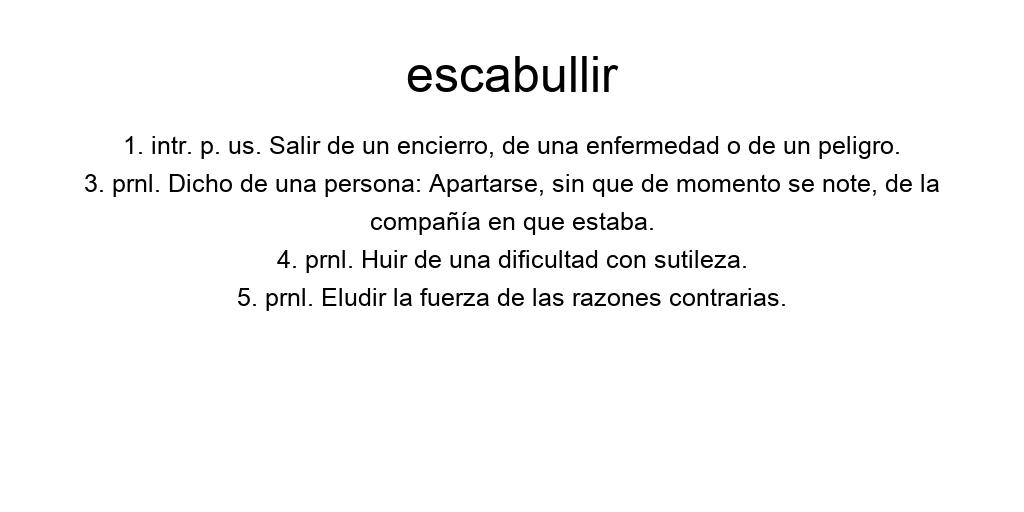 escabullir
1. intr. p. us. Salir de un encierro, de una enfermedad o de un peligro.
3. prnl. Dicho de una persona: Apartarse, sin que de momento se note, de la
compañía en que estaba.
4. prnl. Huir de una dificultad con sutileza.
5. prnl. Eludir la fuerza de las razones contrarias.